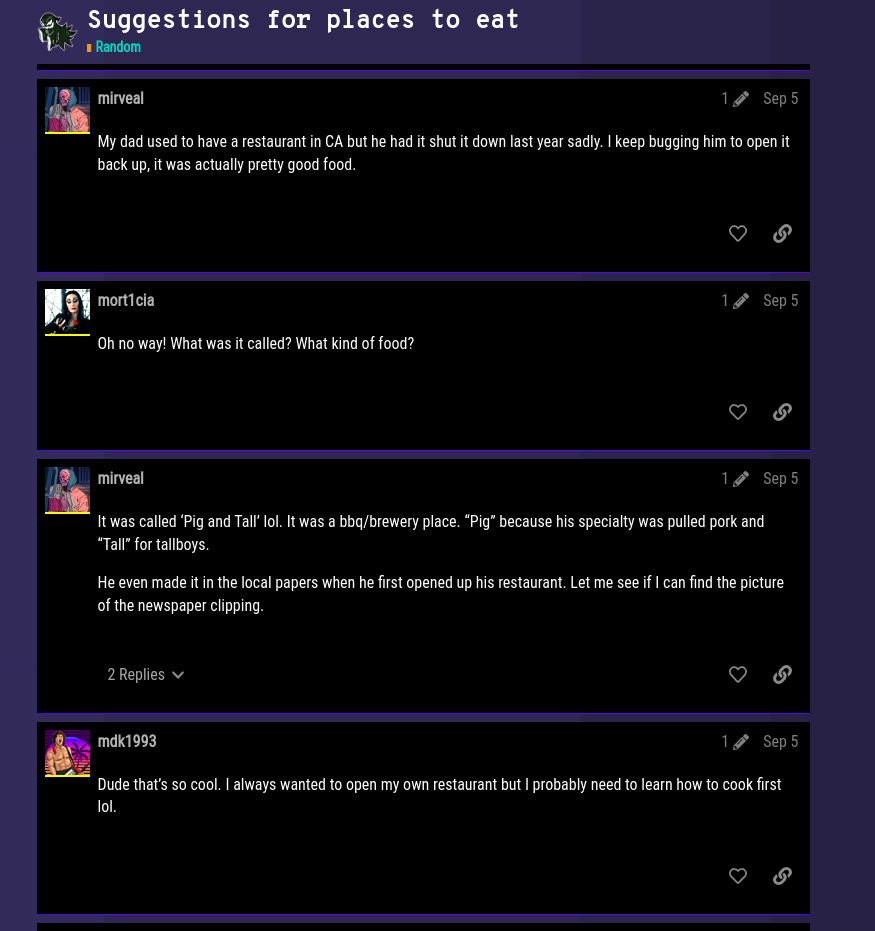 Suggestions for places to eat
Random
mirveal
1 Sep 5
My dad used to have a restaurant in CA but he had it shut it down last year sadly. I keep bugging him to open it
back up, it was actually pretty good food.
mort1cia
1 Sep 5
Oh no way! What was it called? What kind of food?
mirveal
1 Sep 5
It was called ‘Pig and Tall’ lol. It was a bbq/brewery place. “Pig” because his specialty was pulled pork and
“Tall” for tallboys.
He even made it in the local papers when he first opened up his restaurant. Let me see if I can find the picture
of the newspaper clipping.
2 Replies
mdk1993
1 Sep 5
Dude that’s so cool. I always wanted to open my own restaurant but I probably need to learn how to cook first
lol.